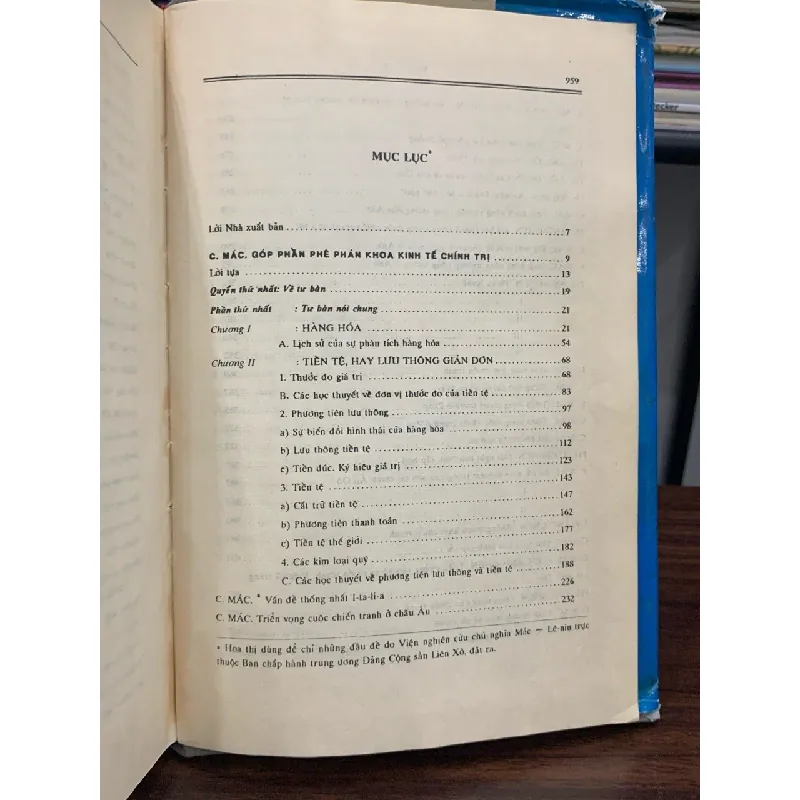 959
MỤC LỤC*
Lời Nhà xuất bản 7
C. MÁC. GÓP PHẦN PHÊ PHÁN KHOA KINH TẾ CHÍNH TRỊ 9
Lời tựa 13
Quyển thứ nhất: Về tư bản 19
Phần thứ nhất : Tư bản nói chung 21
Chương I : HÀNG HÓA 21
A. Lịch sử của sự phân tích hàng hóa 54
Chương II : TIỀN TỆ, HAY LƯU THÔNG GIẢN ĐƠN 68
1. Thước đo giá trị 68
B. Các học thuyết về đơn vị thước đo của tiền tệ 83
2. Phương tiện lưu thông 97
a) Sự biến đổi hình thái của hàng hóa 98
b) Lưu thông tiền tệ 112
c) Tiền đúc. Ký hiệu giá trị 123
3. Tiền tệ 143
a) Cất trữ tiền tệ 147
b) Phương tiện thanh toán 162
c) Tiền tệ thế giới 177
4. Các kim loại quý 182
C. Các học thuyết về phương tiện lưu thông và tiền tệ 188
C. MÁC. * Vấn đề thống nhất I-ta-li-a 226
C. MÁC. Triển vọng cuộc chiến tranh ở châu Âu 232
* Hoa thị dùng để chỉ những đầu đề do Viện nghiên cứu chủ nghĩa Mác – Lê-nin trực
thuộc Ban chấp hành trung ương Đảng Cộng sản Liên Xô, đặt ra.
ecker